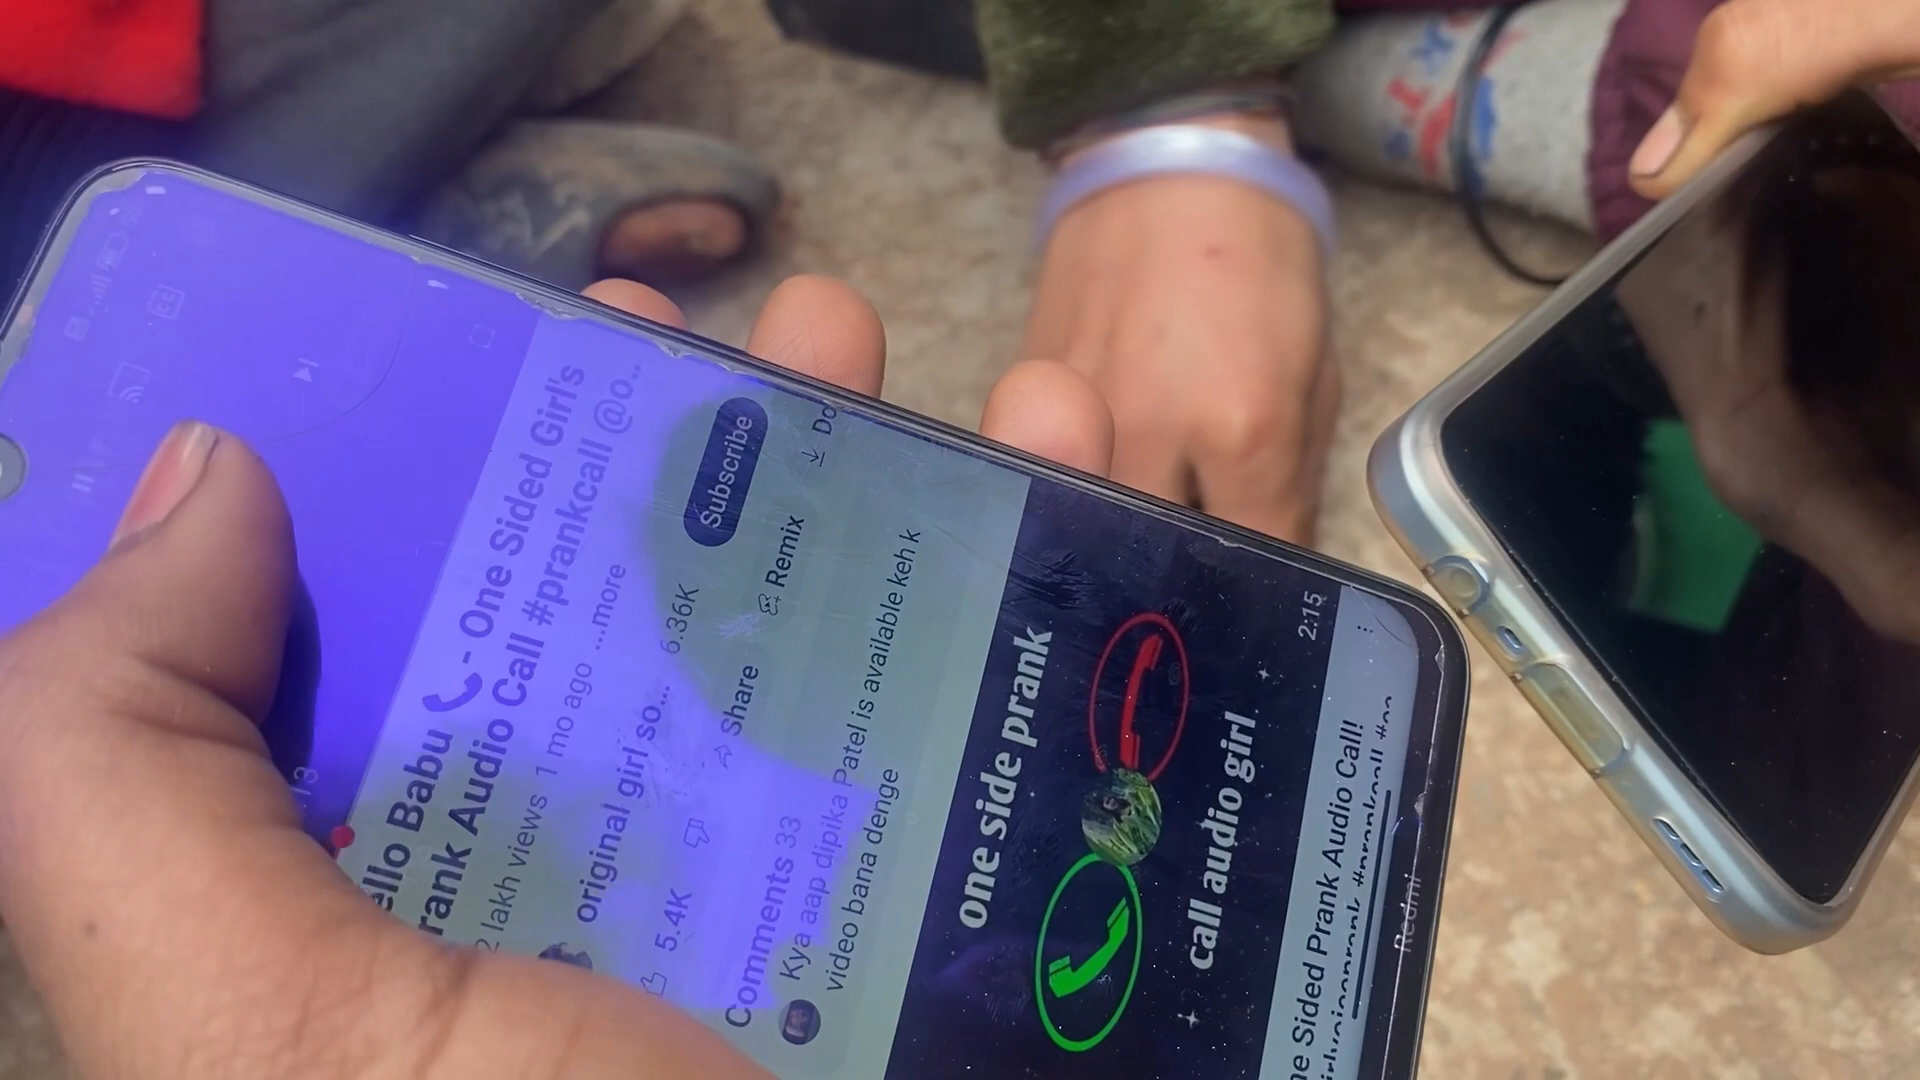 ello Babu 📞 - One Sided Girl's
rank Audio Call #prankcall @o...
2 lakh views 1 mo ago ...more
original girl so... 6.36K
Subscribe
5.4K
Share
Remix
Do
Comments 33
Kya aap dipika Patel is available keh k
video bana denge
one side prank
call audio girl
2:15
ne Sided Prank Audio Call!
Redmi